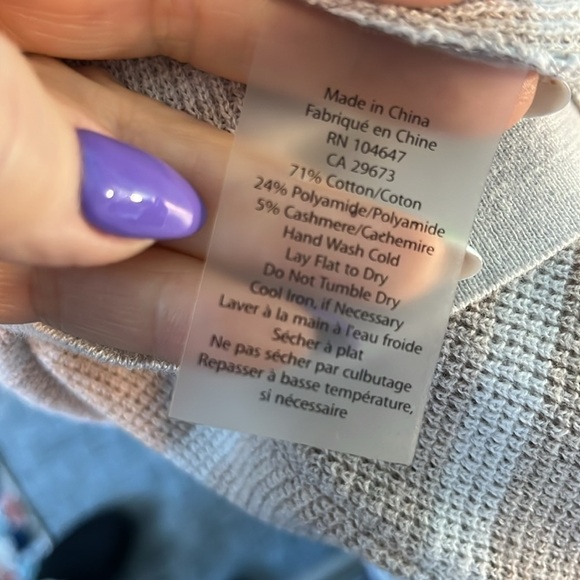 Made in China
Fabriqué en Chine
RN 104647
CA 29673
71% Cotton/Coton
24% Polyamide/Polyamide
5% Cashmere/Cachemire
Hand Wash Cold
Lay Flat to Dry
Do Not Tumble Dry
Cool Iron, if Necessary
Laver à la main à l'eau froide
Sécher à plat
Ne pas sécher par culbutage
Repasser à basse température,
si nécessaire